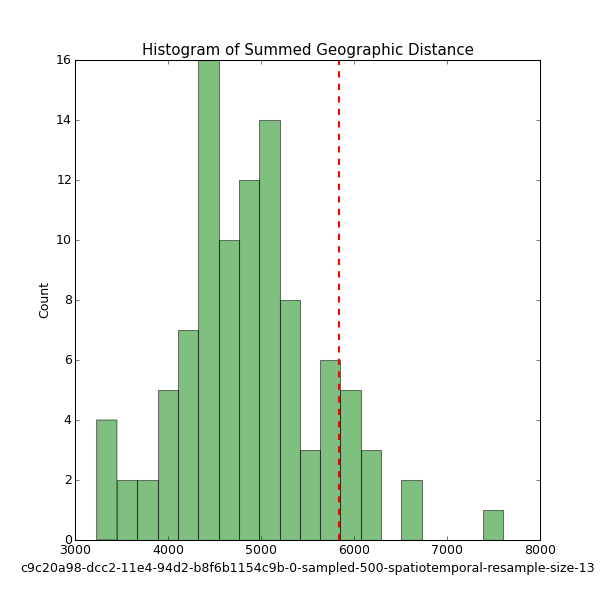 Histogram of Summed Geographic Distance
16
14
12
10
8
6
4
2
0
Count
3000 4000 5000 6000 7000 8000
c9c20a98-dcc2-11e4-94d2-b8f6b1154c9b-0-sampled-500-spatiotemporal-resample-size-13